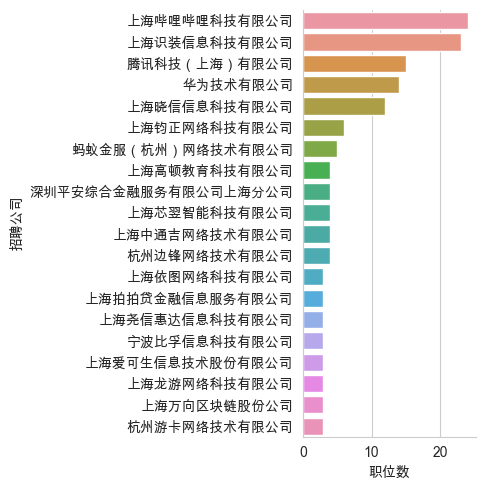 上海哔哩哔哩科技有限公司
上海识装信息科技有限公司
腾讯科技（上海）有限公司
华为技术有限公司
上海晓信信息科技有限公司
上海钧正网络科技有限公司
蚂蚁金服（杭州）网络技术有限公司
上海高顿教育科技有限公司
深圳平安综合金融服务有限公司上海分公司
上海芯翌智能科技有限公司
上海中通吉网络技术有限公司
杭州边锋网络技术有限公司
上海依图网络科技有限公司
上海拍拍贷金融信息服务有限公司
上海尧信惠达信息科技有限公司
宁波比孚信息科技有限公司
上海爱可生信息技术股份有限公司
上海龙游网络科技有限公司
上海万向区块链股份公司
杭州游卡网络技术有限公司
招聘公司
0 10 20
职位数